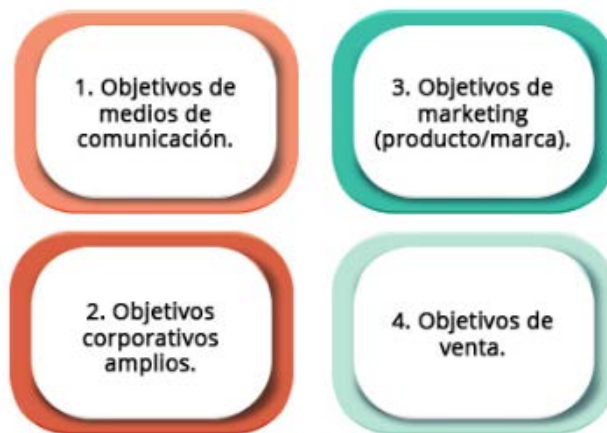 1. Objetivos de
medios de
comunicación.
2. Objetivos
corporativos
amplios.
3. Objetivos de
marketing
(producto/marca).
4. Objetivos de
venta.